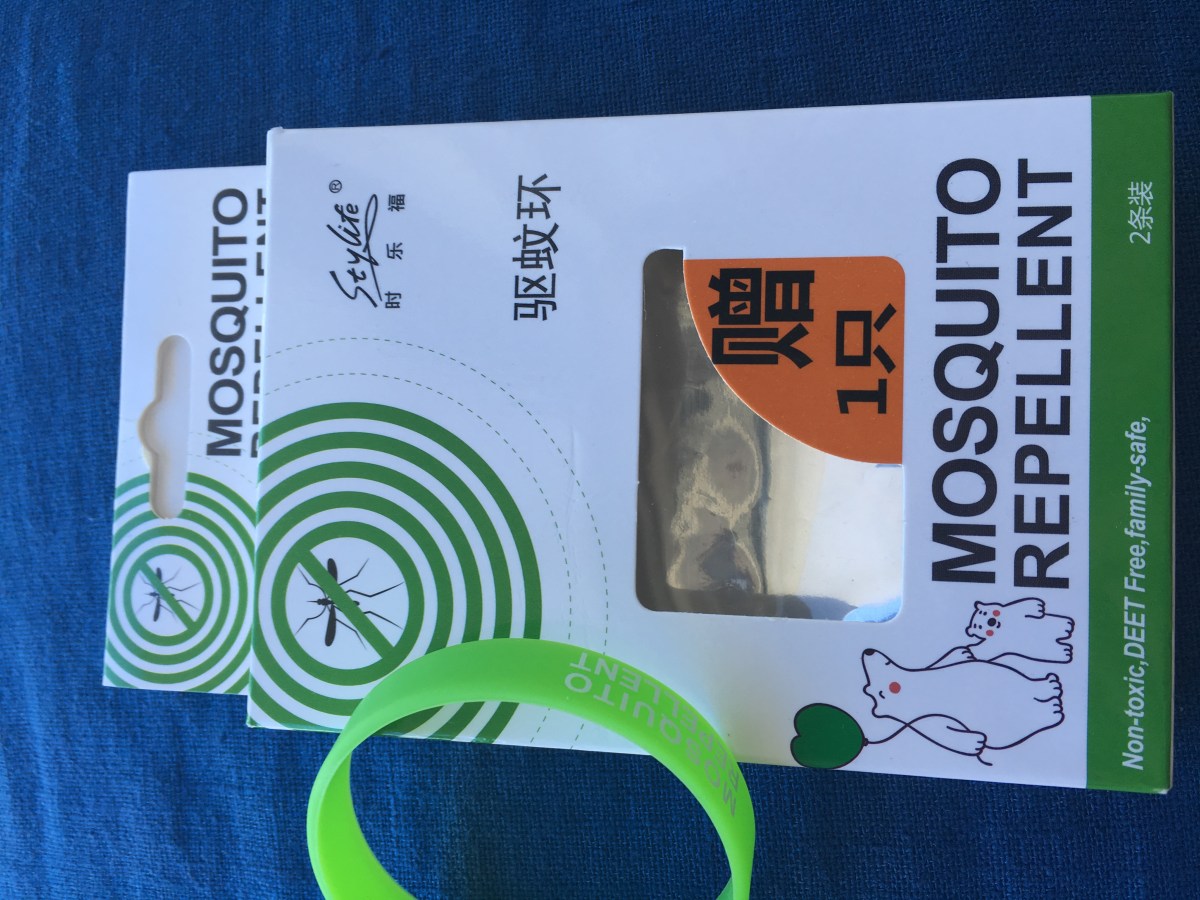 MOSQUITO
REPELLENT
Stylife®
时乐福
驱蚊环
赠
1只
MOSQUITO
REPELLENT
2条装
Non-toxic,DEET Free,family-safe,
MOSQUITO
REPELLENT